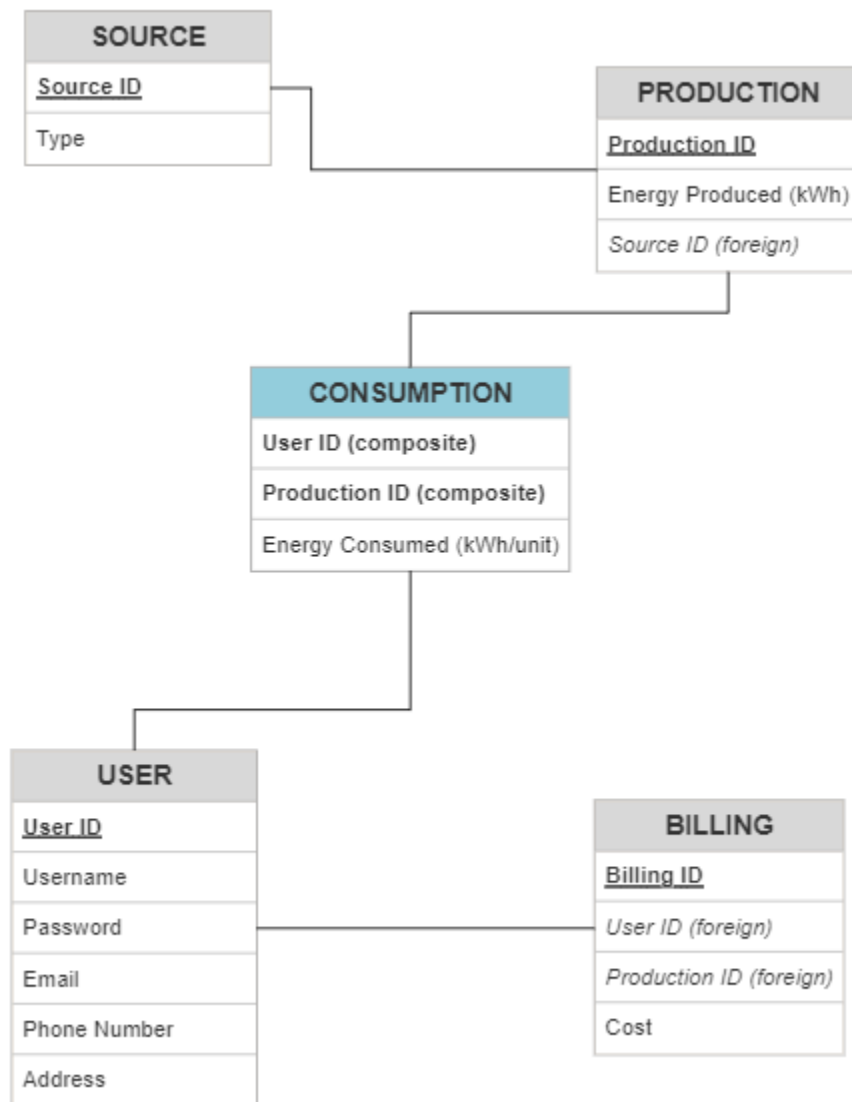 SOURCE
Source ID
Type
PRODUCTION
Production ID
Energy Produced (kWh)
Source ID (foreign)
CONSUMPTION
User ID (composite)
Production ID (composite)
Energy Consumed (kWh/unit)
USER
User ID
Username
Password
Email
Phone Number
Address
BILLING
Billing ID
User ID (foreign)
Production ID (foreign)
Cost